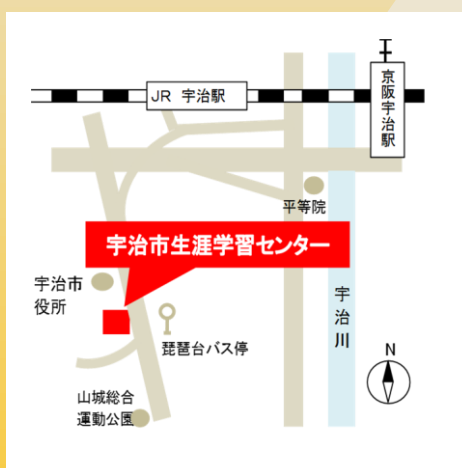 JR 宇治駅
京阪宇治駅
平等院
宇治市生涯学習センター
宇治市
役所
宇治川
琵琶台バス停
N
山城総合
運動公園